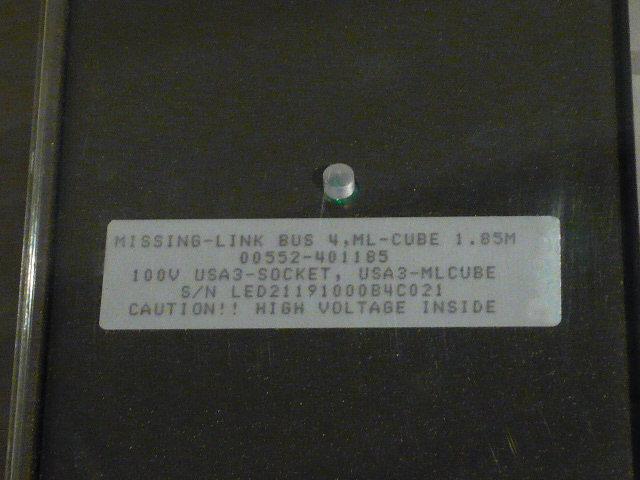 MISSING-LINK BUS 4,ML-CUBE 1.85M
00552-401185
100V USA3-SOCKET, USA3-MLCUBE
S/N LED21191000B4C021
CAUTION!! HIGH VOLTAGE INSIDE